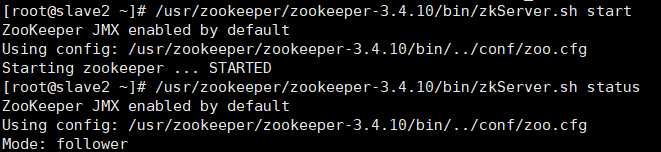 [root@slave2 ~]# /usr/zookeeper/zookeeper-3.4.10/bin/zkServer.sh start
ZooKeeper JMX enabled by default
Using config: /usr/zookeeper/zookeeper-3.4.10/bin/../conf/zoo.cfg
Starting zookeeper ... STARTED
[root@slave2 ~]# /usr/zookeeper/zookeeper-3.4.10/bin/zkServer.sh status
ZooKeeper JMX enabled by default
Using config: /usr/zookeeper/zookeeper-3.4.10/bin/../conf/zoo.cfg
Mode: follower